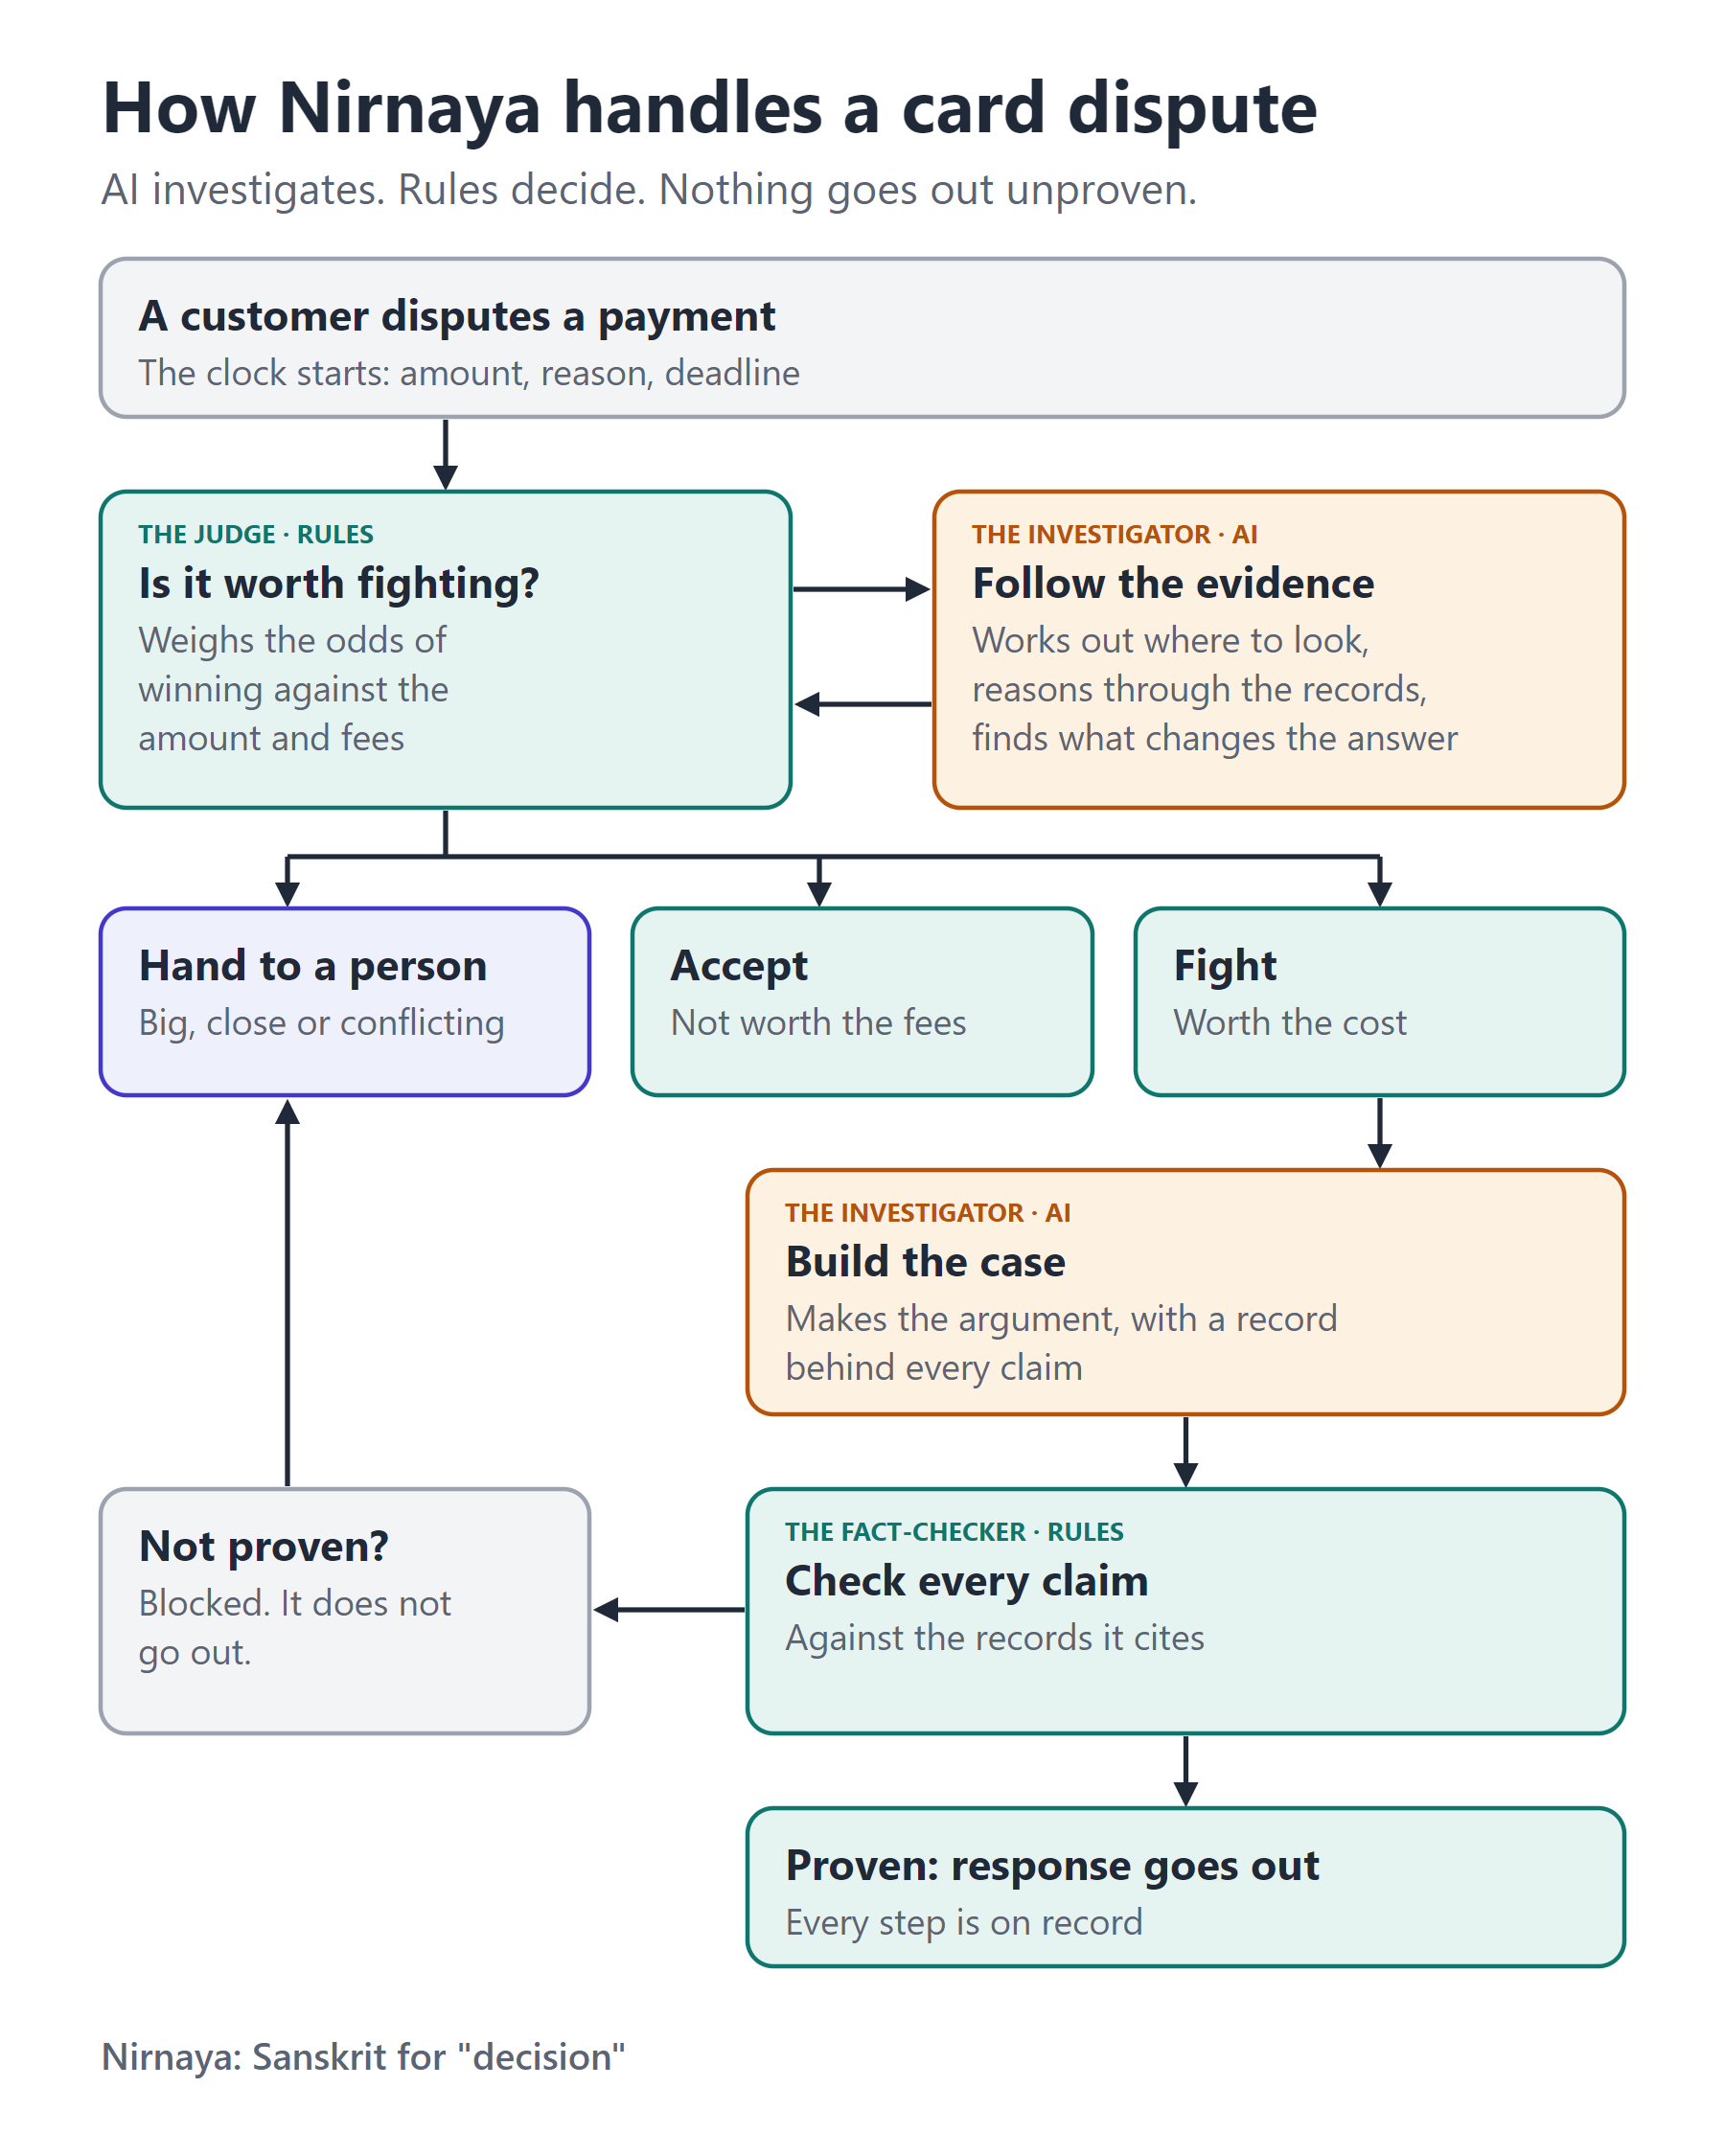 How Nirnaya handles a card dispute
AI investigates. Rules decide. Nothing goes out unproven.
A customer disputes a payment
The clock starts: amount, reason, deadline
THE JUDGE · RULES
Is it worth fighting?
Weighs the odds of
winning against the
amount and fees
THE INVESTIGATOR · AI
Follow the evidence
Works out where to look,
reasons through the records,
finds what changes the answer
Hand to a person
Big, close or conflicting
Accept
Not worth the fees
Fight
Worth the cost
THE INVESTIGATOR · AI
Build the case
Makes the argument, with a record
behind every claim
Not proven?
Blocked. It does not
go out.
THE FACT-CHECKER · RULES
Check every claim
Against the records it cites
Proven: response goes out
Every step is on record
Nirnaya: Sanskrit for "decision"